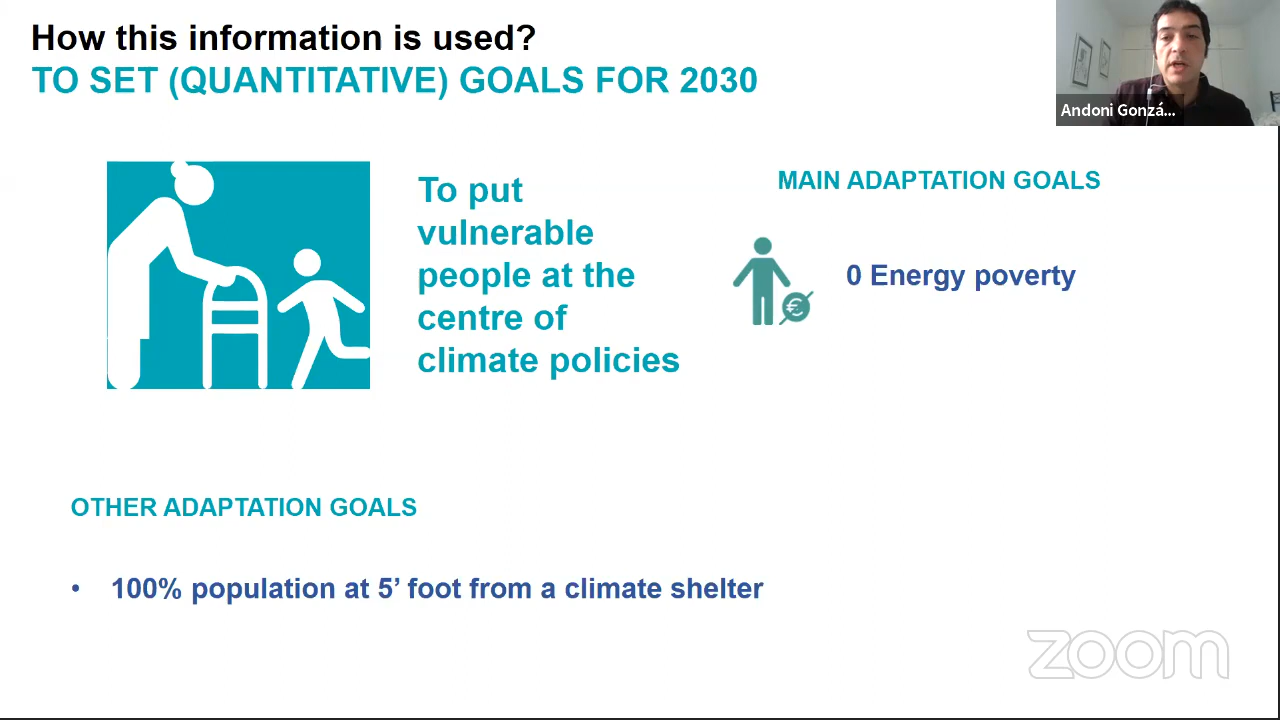 How this information is used?
TO SET (QUANTITATIVE) GOALS FOR 2030
Andoni Gonzá...
To put
vulnerable
people at the
centre of
climate policies
MAIN ADAPTATION GOALS
€
0 Energy poverty
OTHER ADAPTATION GOALS
• 100% population at 5’ foot from a climate shelter
zoom